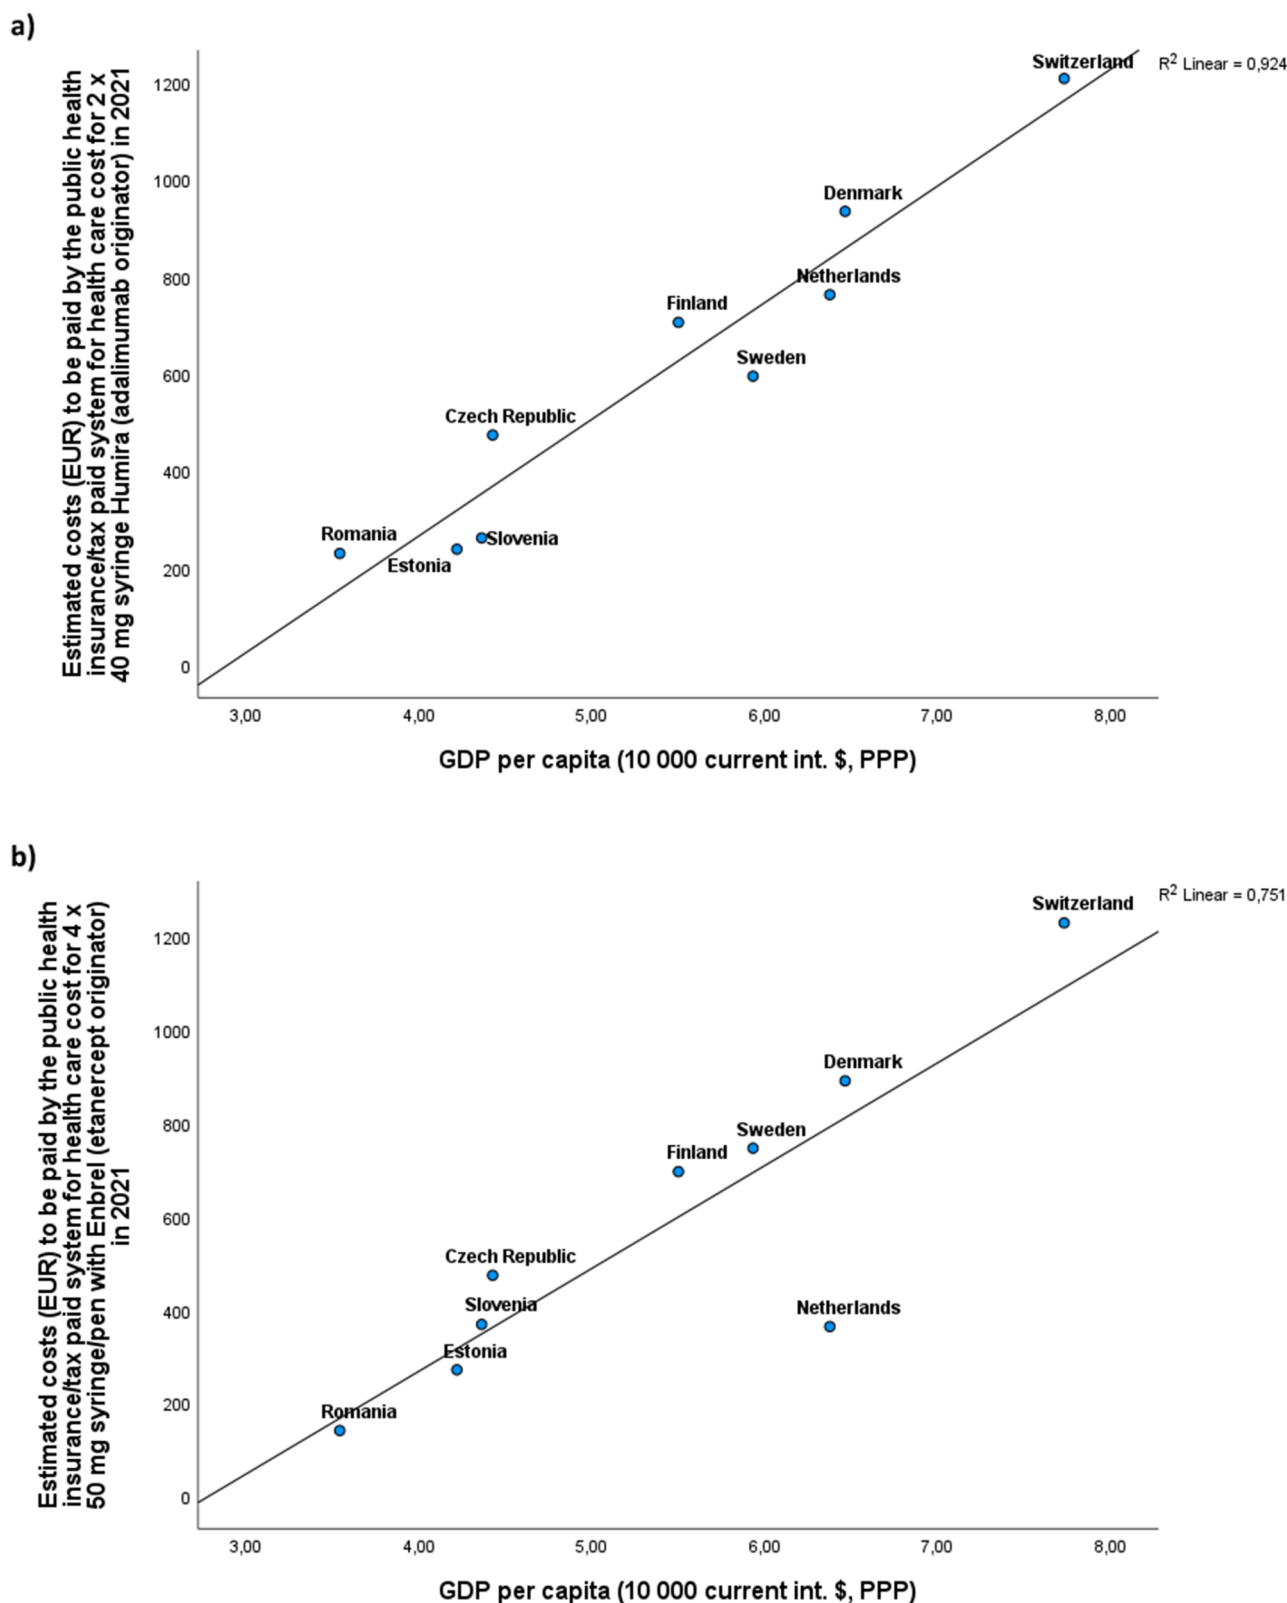 a)
Estimated costs (EUR) to be paid by the public health
insurance/tax paid system for health care cost for 2 x
40 mg syringe Humira (adalimumab originator) in 2021
1200
1000
800
600
400
200
0
Switzerland
R2 Linear = 0,924
Denmark
Netherlands
Finland
Sweden
Czech Republic
Romania
Slovenia
Estonia
3,00 4,00 5,00 6,00 7,00 8,00
GDP per capita (10 000 current int. $, PPP)
b)
Estimated costs (EUR) to be paid by the public health
insurance/tax paid system for health care cost for 4 x
50 mg syringe/pen with Enbrel (etanercept originator)
in 2021
1200
1000
800
600
400
200
0
Switzerland
R2 Linear = 0,751
Denmark
Sweden
Finland
Czech Republic
Slovenia
Netherlands
Estonia
Romania
3,00 4,00 5,00 6,00 7,00 8,00
GDP per capita (10 000 current int. $, PPP)